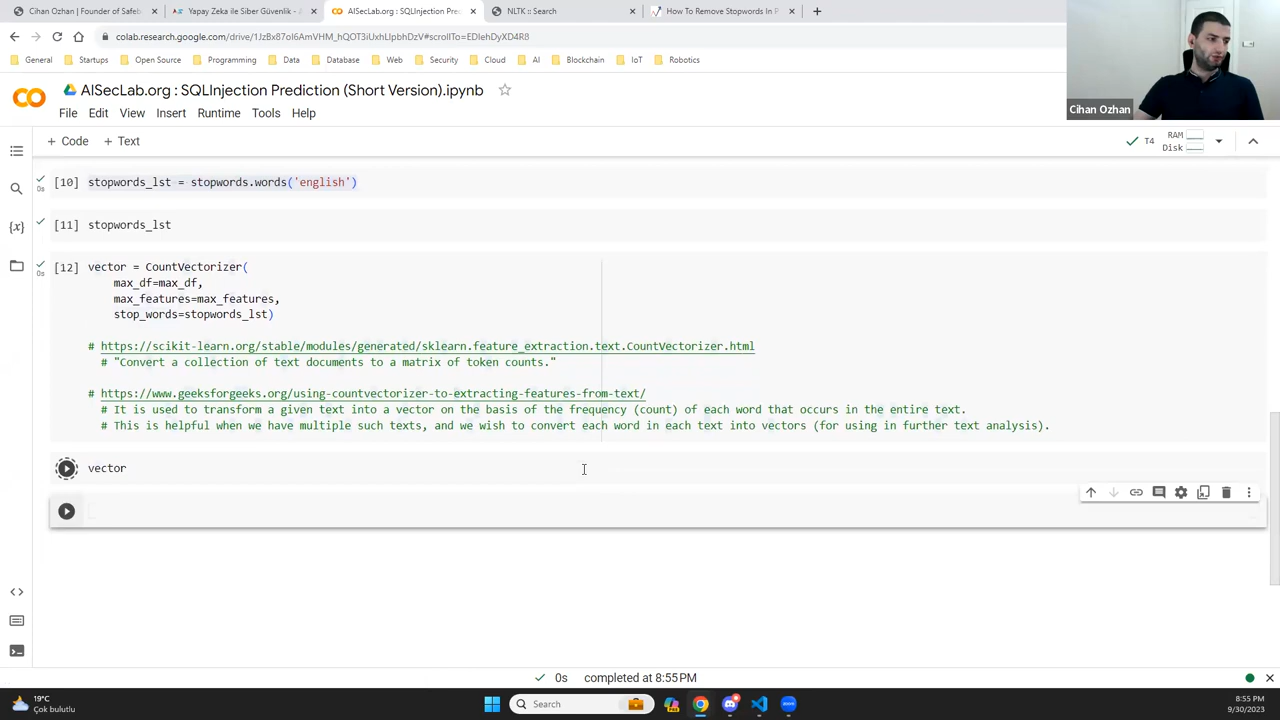 Cihan Ozhan | Founder of Safeb
Yapay Zeka ile Siber Güvenlik - A
AISecLab.org : SQLInjection Pre
NLTK :: Search
How To Remove Stopwords In P
colab.research.google.com/drive/1JzBx87oI6AmVHM_hQOT3iUxhLlpbhDzV#scrollTo=EDIehDyXD4R8
General
Startups
Open Source
Programming
Data
Database
Web
Security
Cloud
AI
Blockchain
IoT
Robotics
Cihan Ozhan
AISecLab.org : SQLInjection Prediction (Short Version).ipynb
File Edit View Insert Runtime Tools Help
+ Code + Text
T4
RAM
Disk
[10] stopwords_lst = stopwords.words('english')
0s
[11] stopwords_lst
[12] vector = CountVectorizer(
0s
max_df=max_df,
max_features=max_features,
stop_words=stopwords_lst)
# https://scikit-learn.org/stable/modules/generated/sklearn.feature_extraction.text.CountVectorizer.html
# "Convert a collection of text documents to a matrix of token counts."
# https://www.geeksforgeeks.org/using-countvectorizer-to-extracting-features-from-text/
# It is used to transform a given text into a vector on the basis of the frequency (count) of each word that occurs in the entire text.
# This is helpful when we have multiple such texts, and we wish to convert each word in each text into vectors (for using in further text analysis).
vector
0s completed at 8:55PM
19°C
Çok bulutlu
Search
8:55 PM
9/30/2023